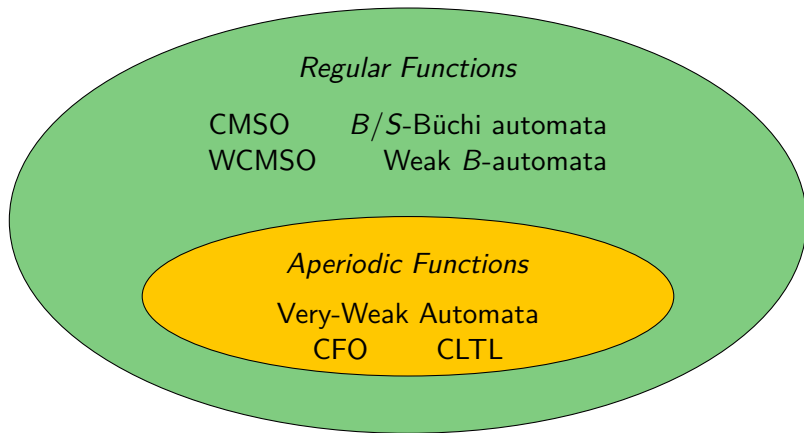 Regular Functions
CMSO B/S-Büchi automata
WCMSO Weak B-automata
Aperiodic Functions
Very-Weak Automata
CFO CLTL